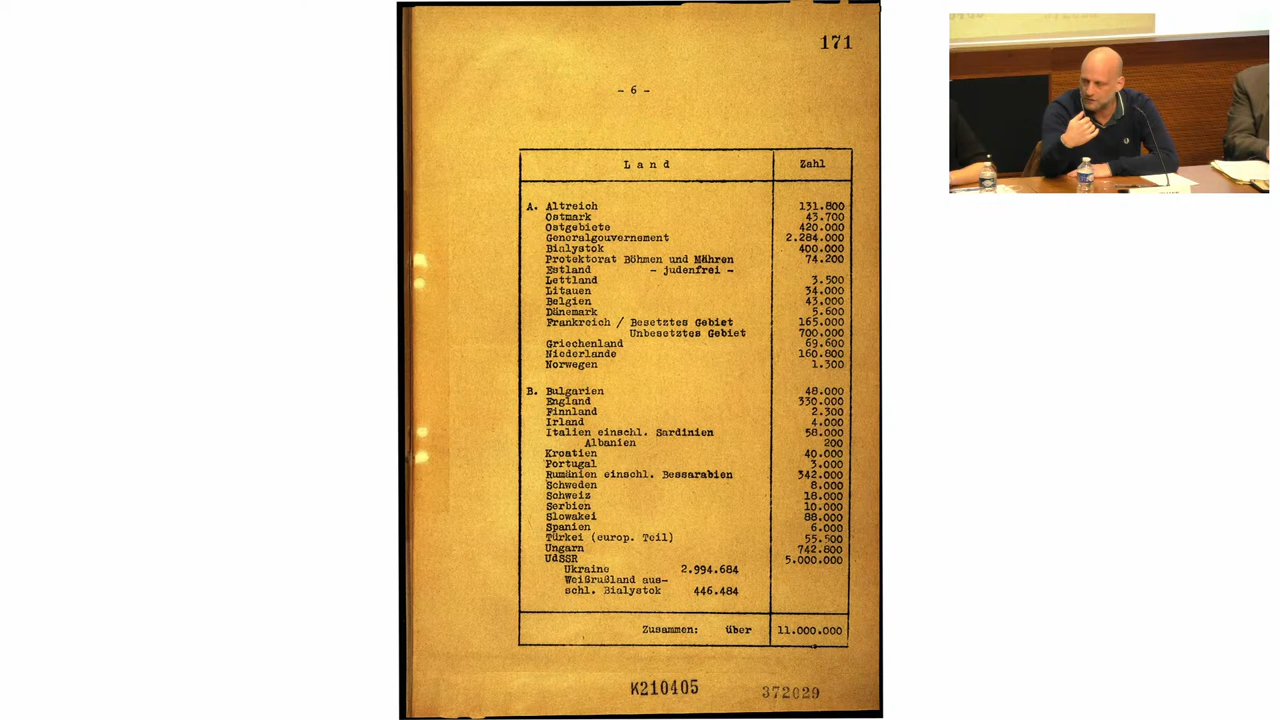 171
- 6 -
Land Zahl
A. Altreich 131.800
Ostmark 43.700
Ostgebiete 420.000
Generalgouvernement 2.284.000
Bialystok 400.000
Protektorat Böhmen und Mähren 74.200
Estland - judenfrei -
Lettland 3.500
Litauen 34.000
Belgien 43.000
Dänemark 5.600
Frankreich / Besetztes Gebiet 165.000
Unbesetztes Gebiet 700.000
Griechenland 69.600
Niederlande 160.800
Norwegen 1.300
B. Bulgarien 48.000
England 330.000
Finnland 2.300
Irland 4.000
Italien einschl. Sardinien 58.000
Albanien 200
Kroatien 40.000
Portugal 3.000
Rumänien einschl. Bessarabien 342.000
Schweden 8.000
Schweiz 18.000
Serbien 10.000
Slowakei 88.000
Spanien 6.000
Türkei (europ. Teil) 55.500
Ungarn 742.800
UdSSR 5.000.000
Ukraine 2.994.684
Weißrußland aus-
schl. Bialystok 446.484
Zusammen: über 11.000.000
K210405
372029